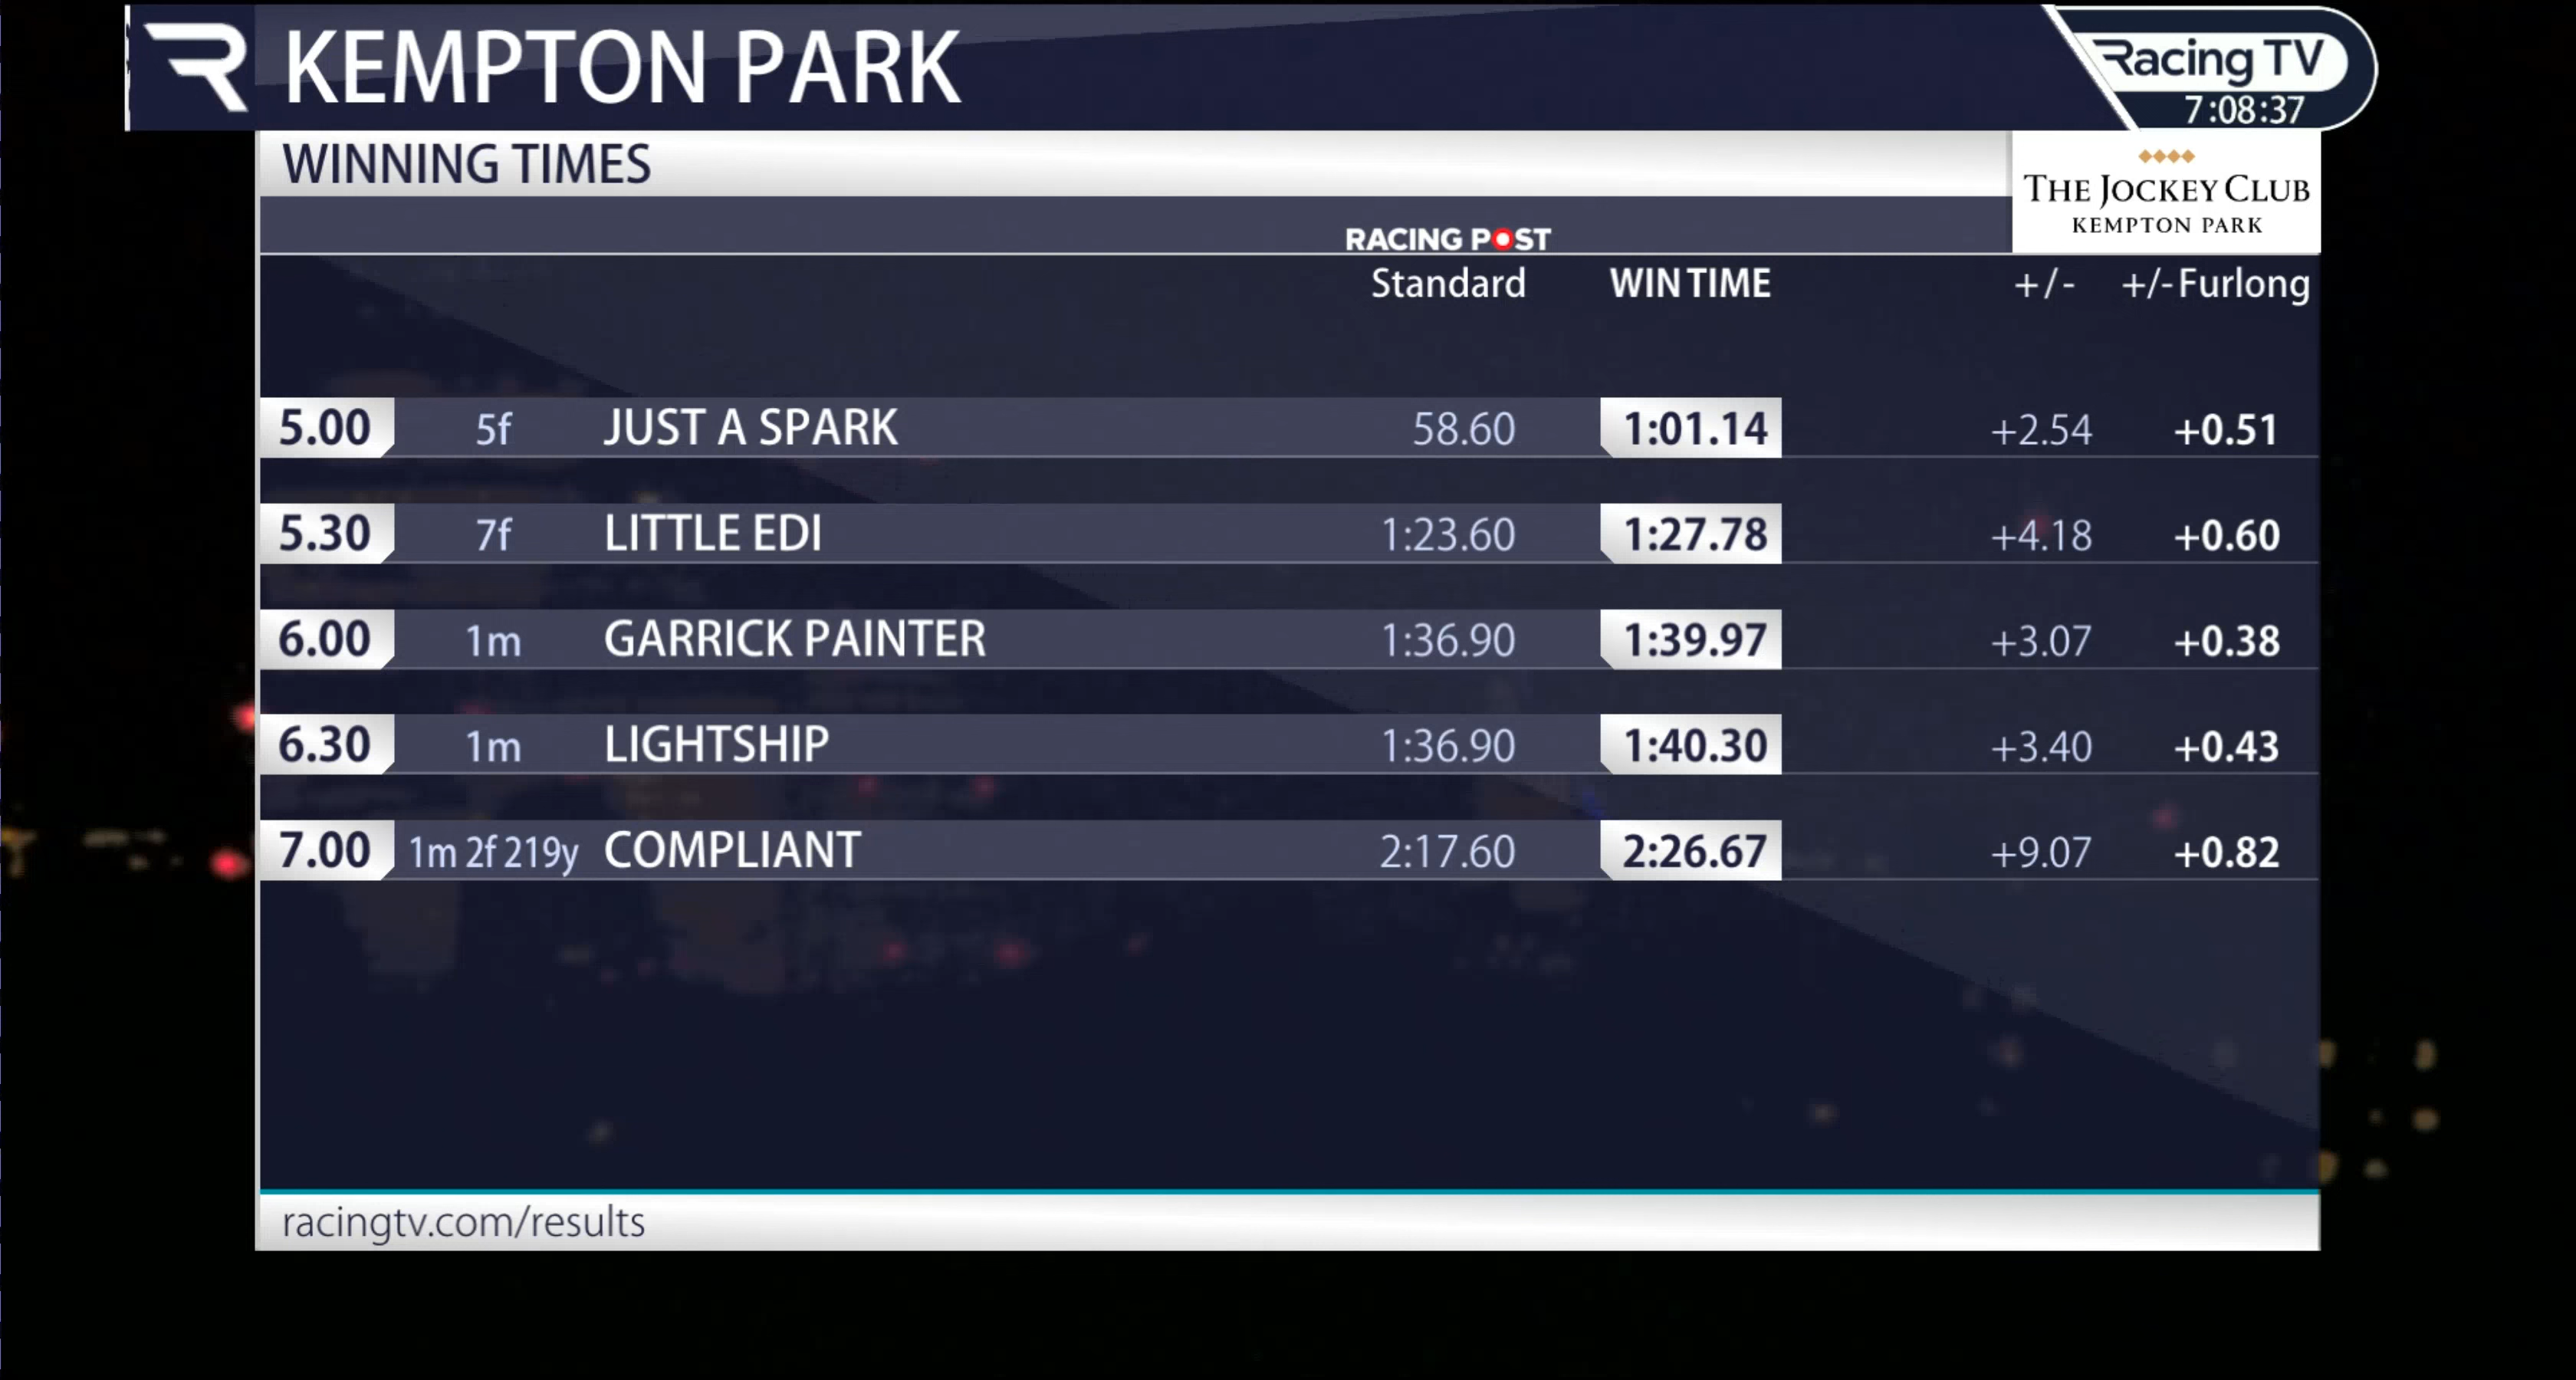 KEMPTON PARK
Racing TV
7:08:37
WINNING TIMES
THE JOCKEY CLUB
KEMPTON PARK
RACING POST
Standard WIN TIME +/- +/- Furlong
5.00 5f JUST A SPARK 58.60 1:01.14 +2.54 +0.51
5.30 7f LITTLE EDI 1:23.60 1:27.78 +4.18 +0.60
6.00 1m GARRICK PAINTER 1:36.90 1:39.97 +3.07 +0.38
6.30 1m LIGHTSHIP 1:36.90 1:40.30 +3.40 +0.43
7.00 1m 2f 219y COMPLIANT 2:17.60 2:26.67 +9.07 +0.82
racingtv.com/results